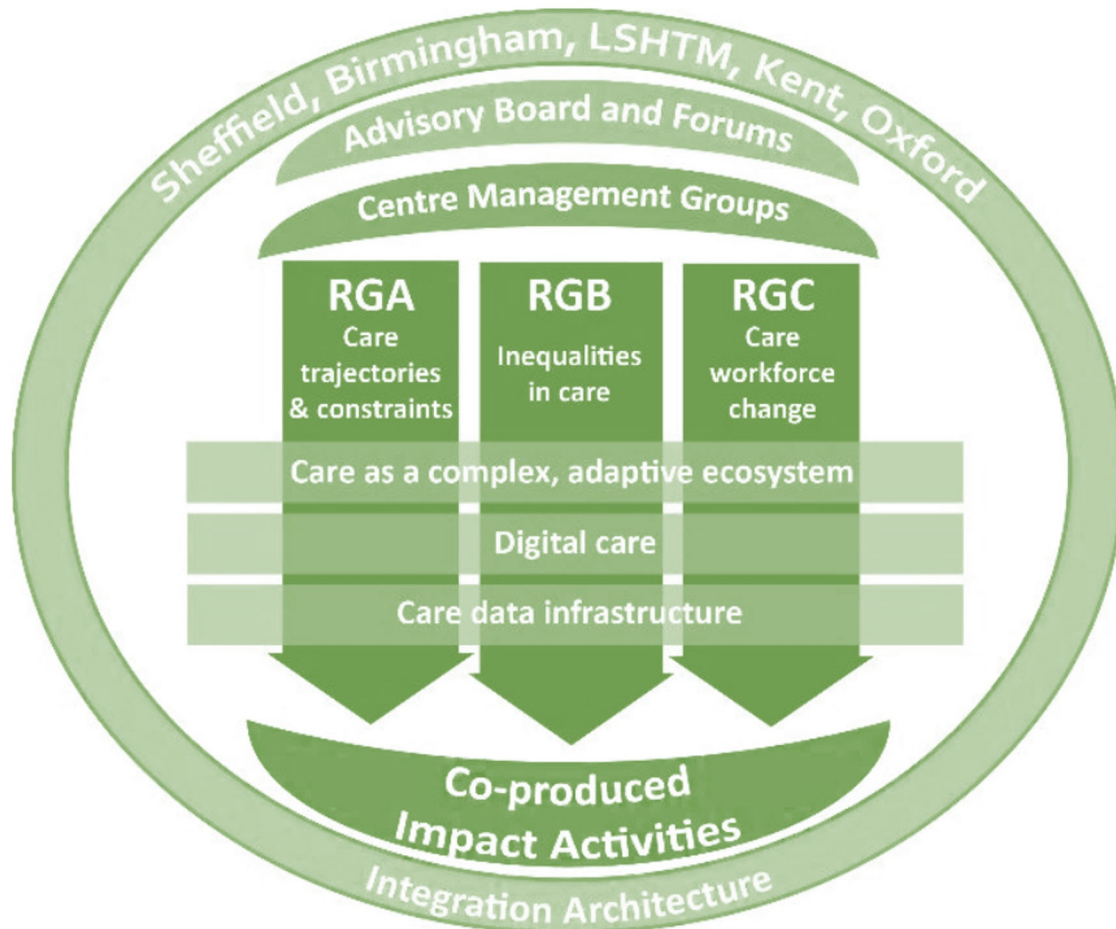 Sheffield, Birmingham, LSHTM, Kent, Oxford
Advisory Board and Forums
Centre Management Groups
RGA
Care
trajectories
& constraints
RGB
Inequalities
in care
RGC
Care
workforce
change
Care as a complex, adaptive ecosystem
Digital care
Care data infrastructure
Co-produced
Impact Activities
Integration Architecture